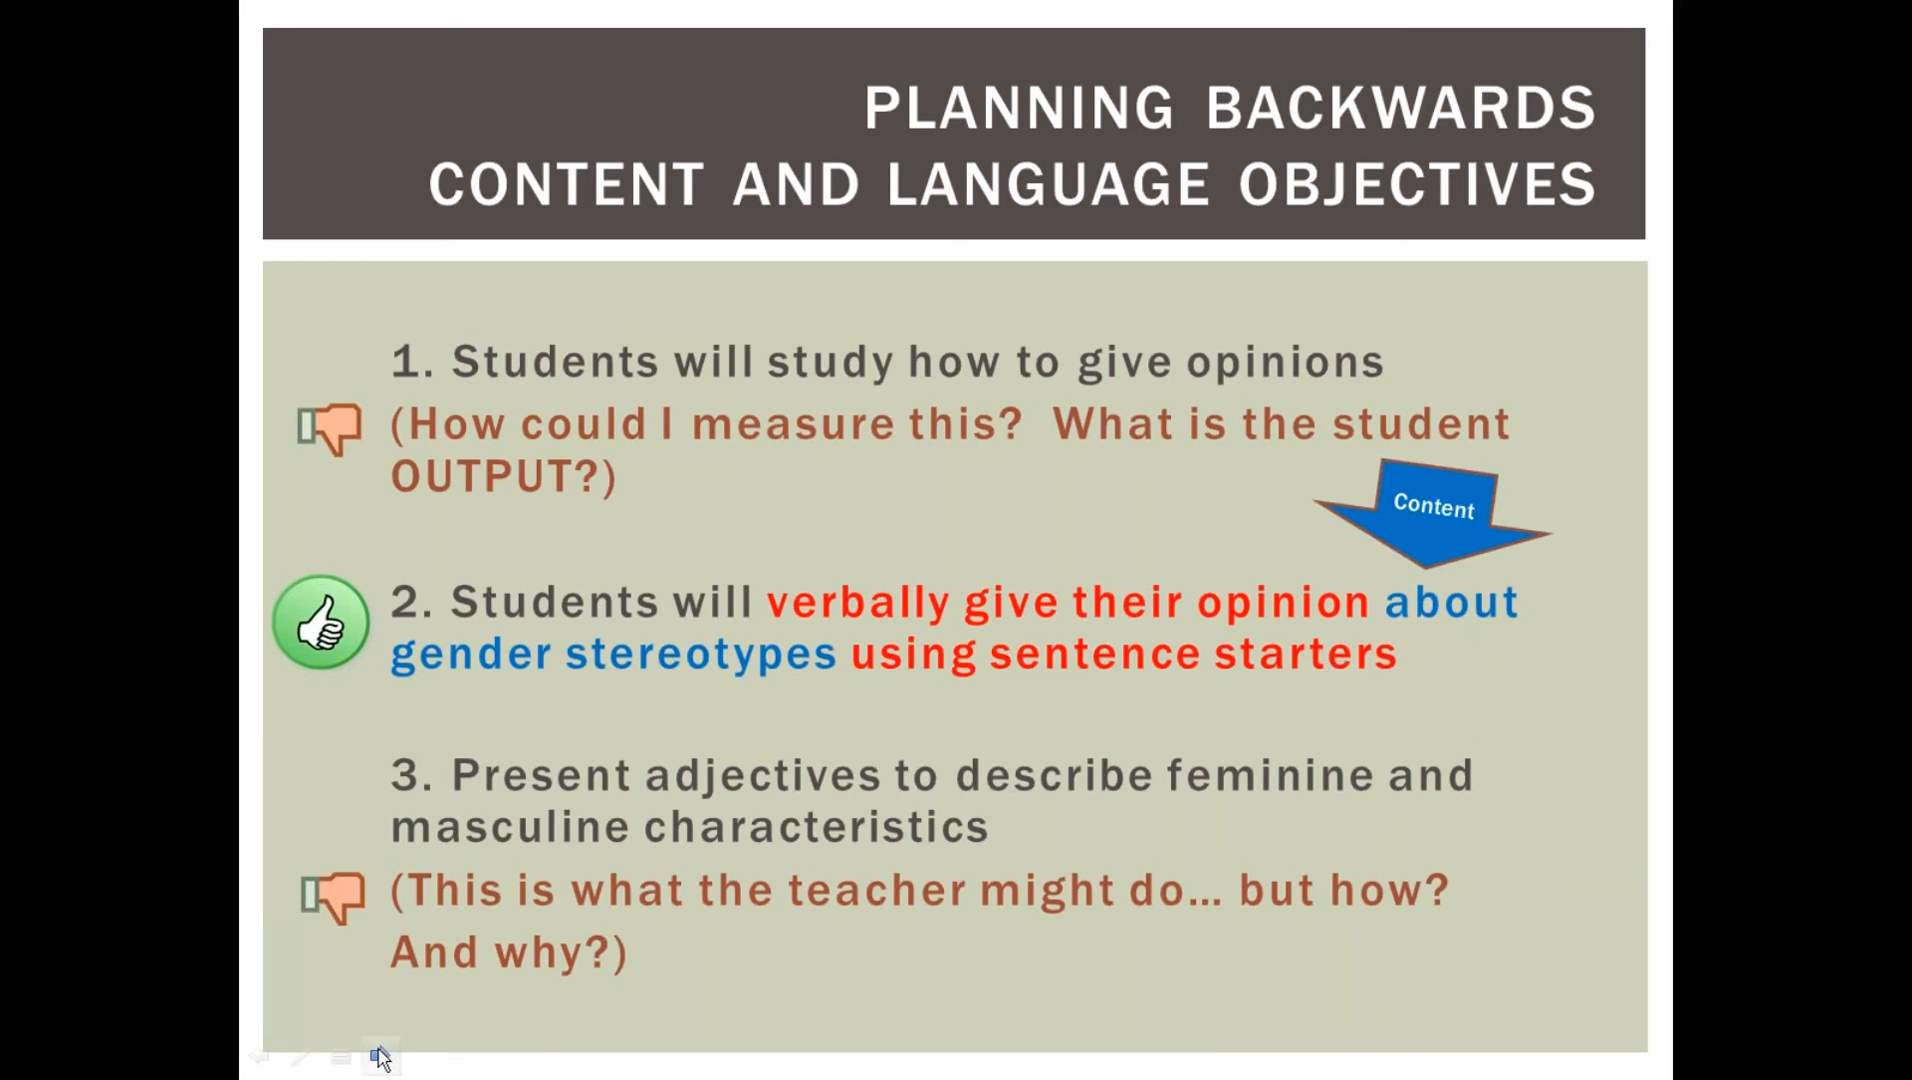 PLANNING BACKWARDS
CONTENT AND LANGUAGE OBJECTIVES
1. Students will study how to give opinions
(How could I measure this? What is the student
OUTPUT?)
Content
2. Students will verbally give their opinion about
gender stereotypes using sentence starters
3. Present adjectives to describe feminine and
masculine characteristics
(This is what the teacher might do... but how?
And why?)